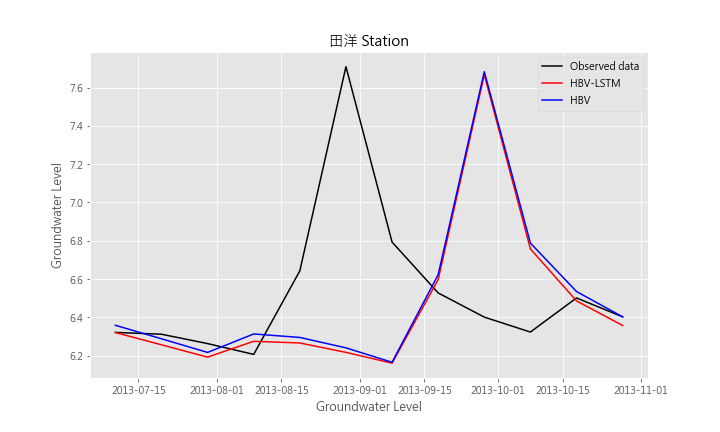 田洋 Station
Observed data
HBV-LSTM
HBV
Groundwater Level
7.6
7.4
7.2
7.0
6.8
6.6
6.4
6.2
2013-07-15 2013-08-01 2013-08-15 2013-09-01 2013-09-15 2013-10-01 2013-10-15 2013-11-01
Groundwater Level